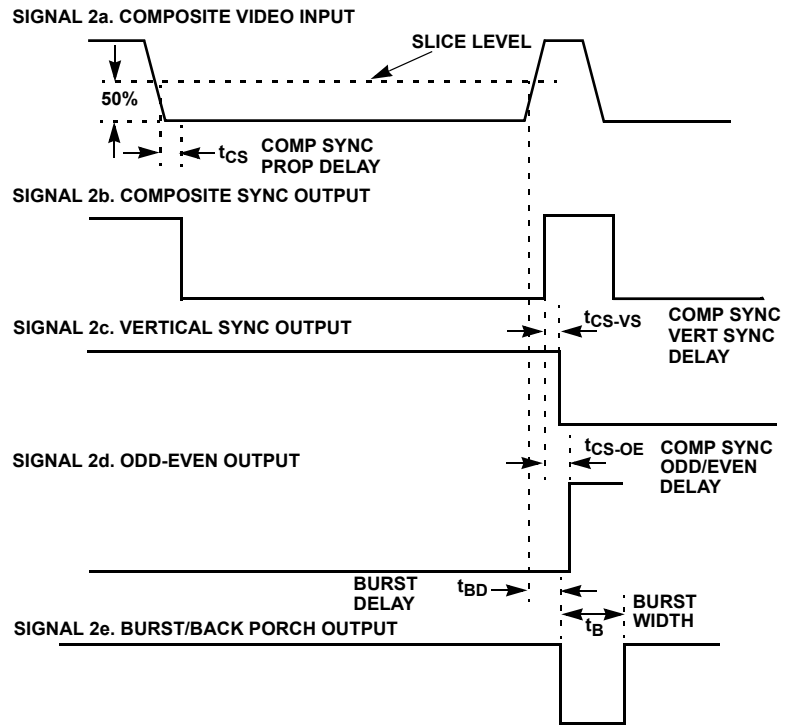 SIGNAL 2a. COMPOSITE VIDEO INPUT
SLICE LEVEL
50%
tCS COMP SYNC
PROP DELAY
SIGNAL 2b. COMPOSITE SYNC OUTPUT
SIGNAL 2c. VERTICAL SYNC OUTPUT
tCS-VS COMP SYNC
VERT SYNC
DELAY
SIGNAL 2d. ODD-EVEN OUTPUT
tCS-OE COMP SYNC
ODD/EVEN
DELAY
BURST
DELAY
tBD
SIGNAL 2e. BURST/BACK PORCH OUTPUT
tB
BURST
WIDTH